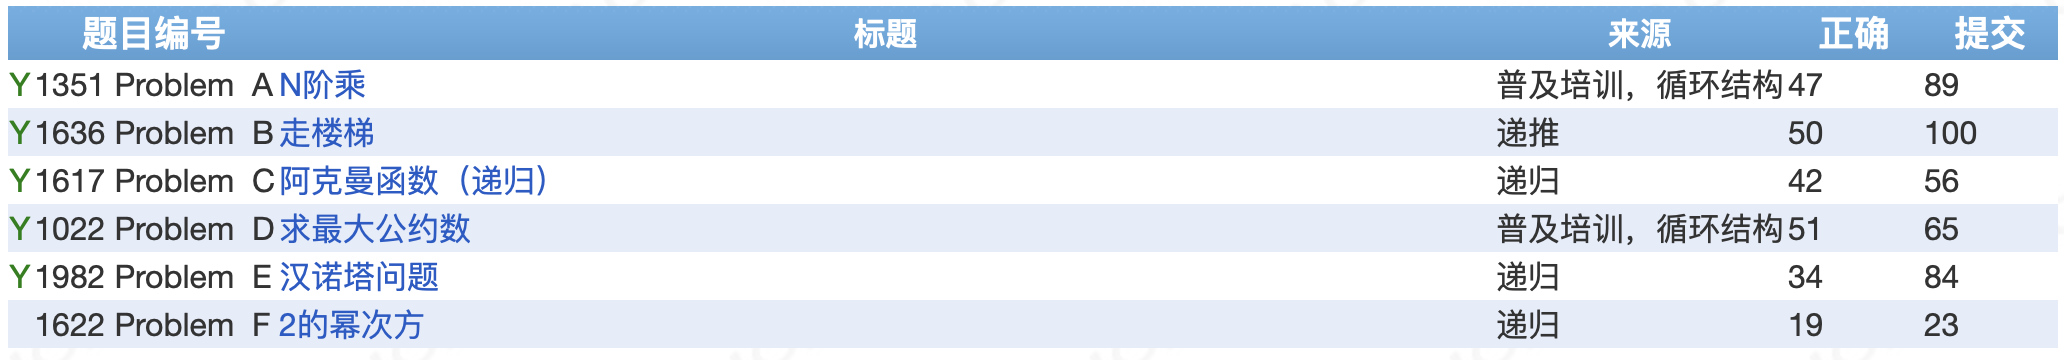 题目编号 标题 来源 正确 提交
Y 1351 Problem A N阶乘 普及培训，循环结构 47 89
Y 1636 Problem B 走楼梯 递推 50 100
Y 1617 Problem C 阿克曼函数（递归） 递归 42 56
Y 1022 Problem D 求最大公约数 普及培训，循环结构 51 65
Y 1982 Problem E 汉诺塔问题 递归 34 84
1622 Problem F 2的幂次方 递归 19 23